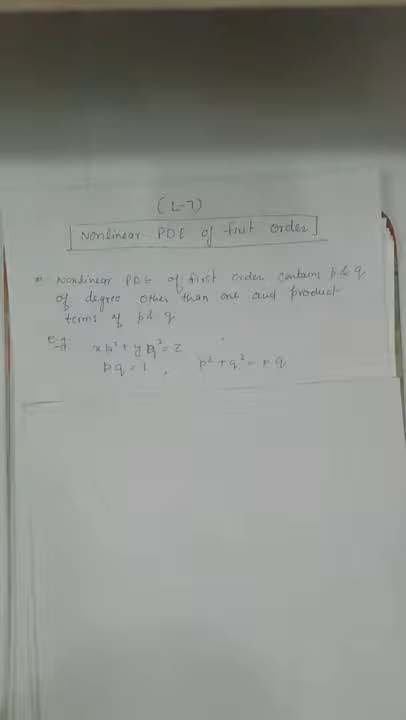 (L-7)
Nonlinear PDE of first order
* Nonlinear PDE of first order contains p & q
of degree other than one and product
terms of p & q
E.g. xp² + yq² = z
pq = 1, p² + q² = pq